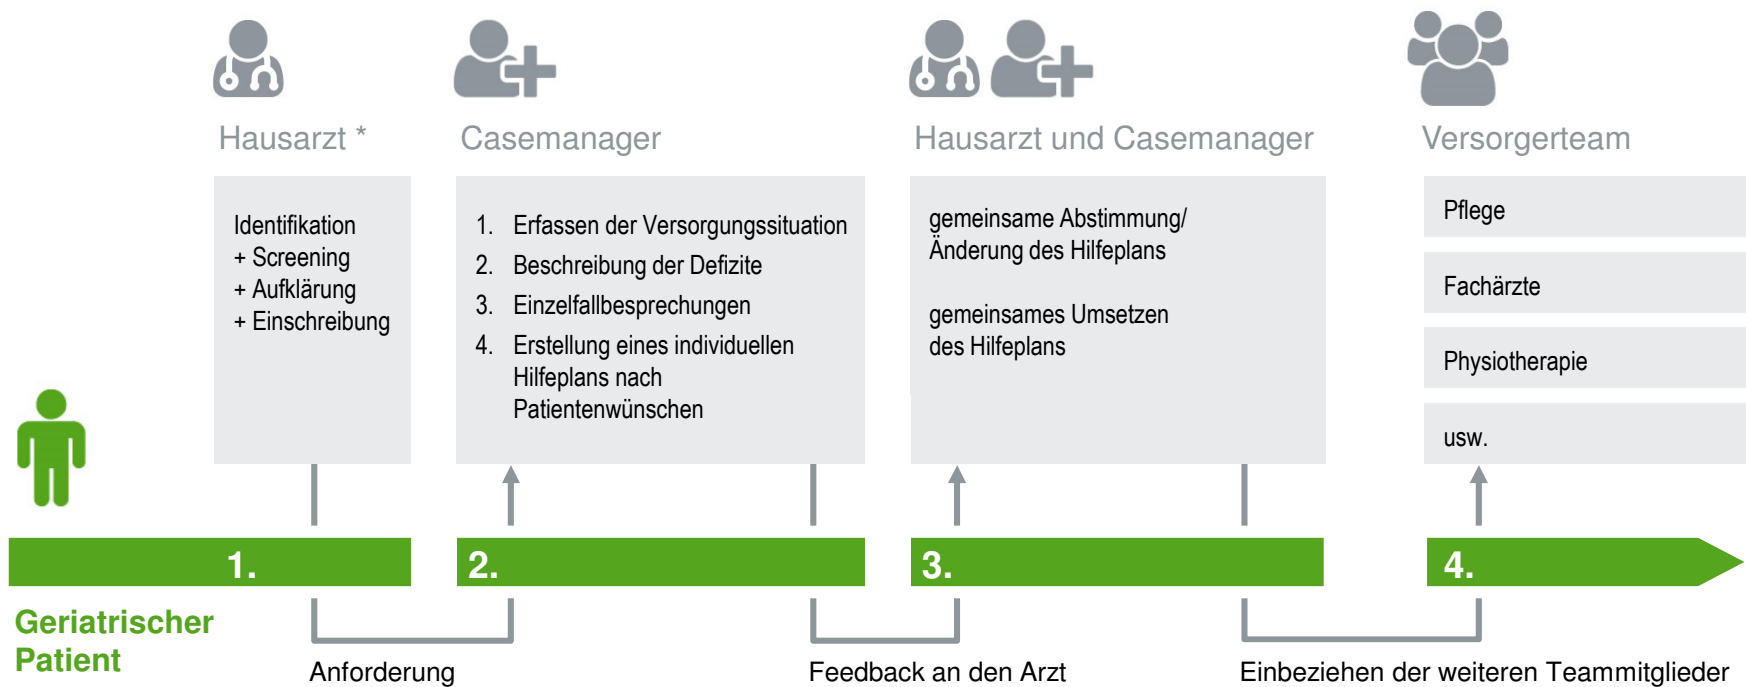 Hausarzt *
Identifikation
+ Screening
+ Aufklärung
+ Einschreibung
Casemanager
1. Erfassen der Versorgungssituation
2. Beschreibung der Defizite
3. Einzelfallbesprechungen
4. Erstellung eines individuellen
Hilfeplans nach
Patientenwünschen
Hausarzt und Casemanager
gemeinsame Abstimmung/
Änderung des Hilfeplans
gemeinsames Umsetzen
des Hilfeplans
Versorgerteam
Pflege
Fachärzte
Physiotherapie
usw.
1.
2.
3.
4.
Geriatrischer
Patient
Anforderung
Feedback an den Arzt
Einbeziehen der weiteren Teammitglieder